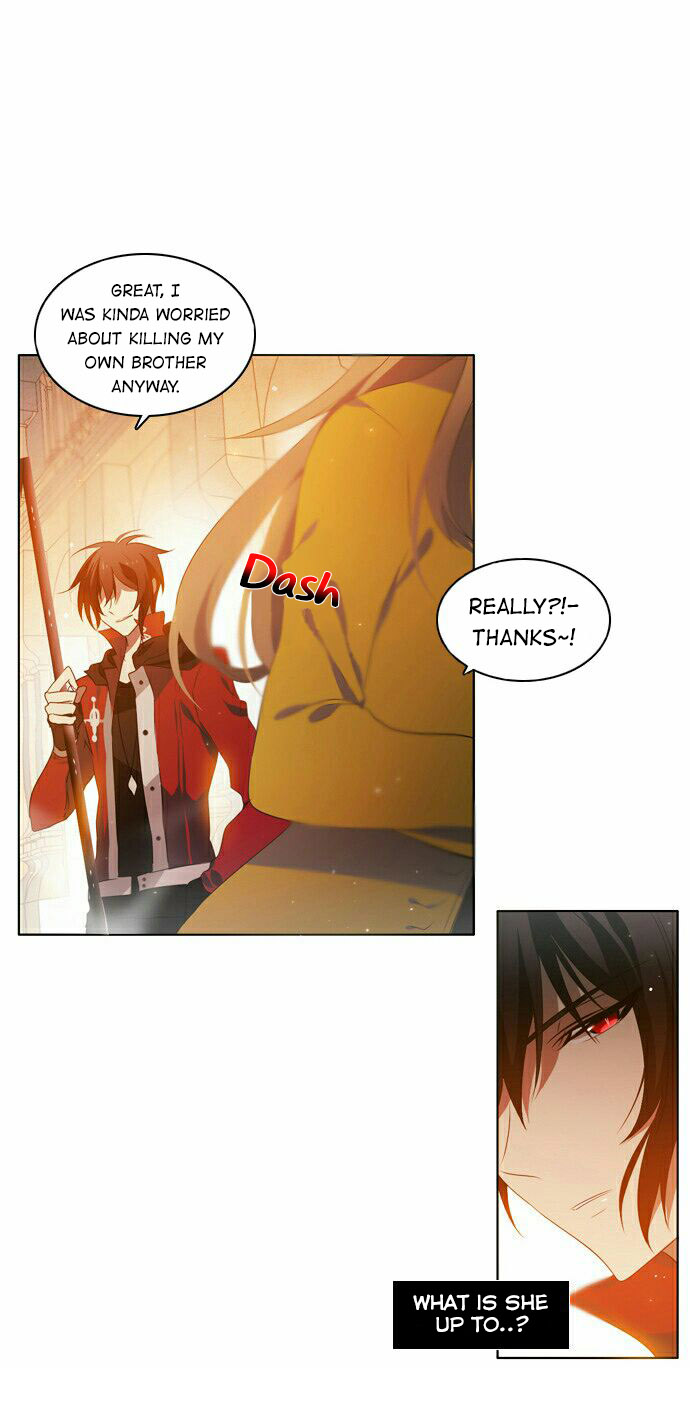 GREAT, I
WAS KINDA WORRIED
ABOUT KILLING MY
OWN BROTHER
ANYWAY.
Dash
REALLY?!-
THANKS~!
WHAT IS SHE
UP TO..?